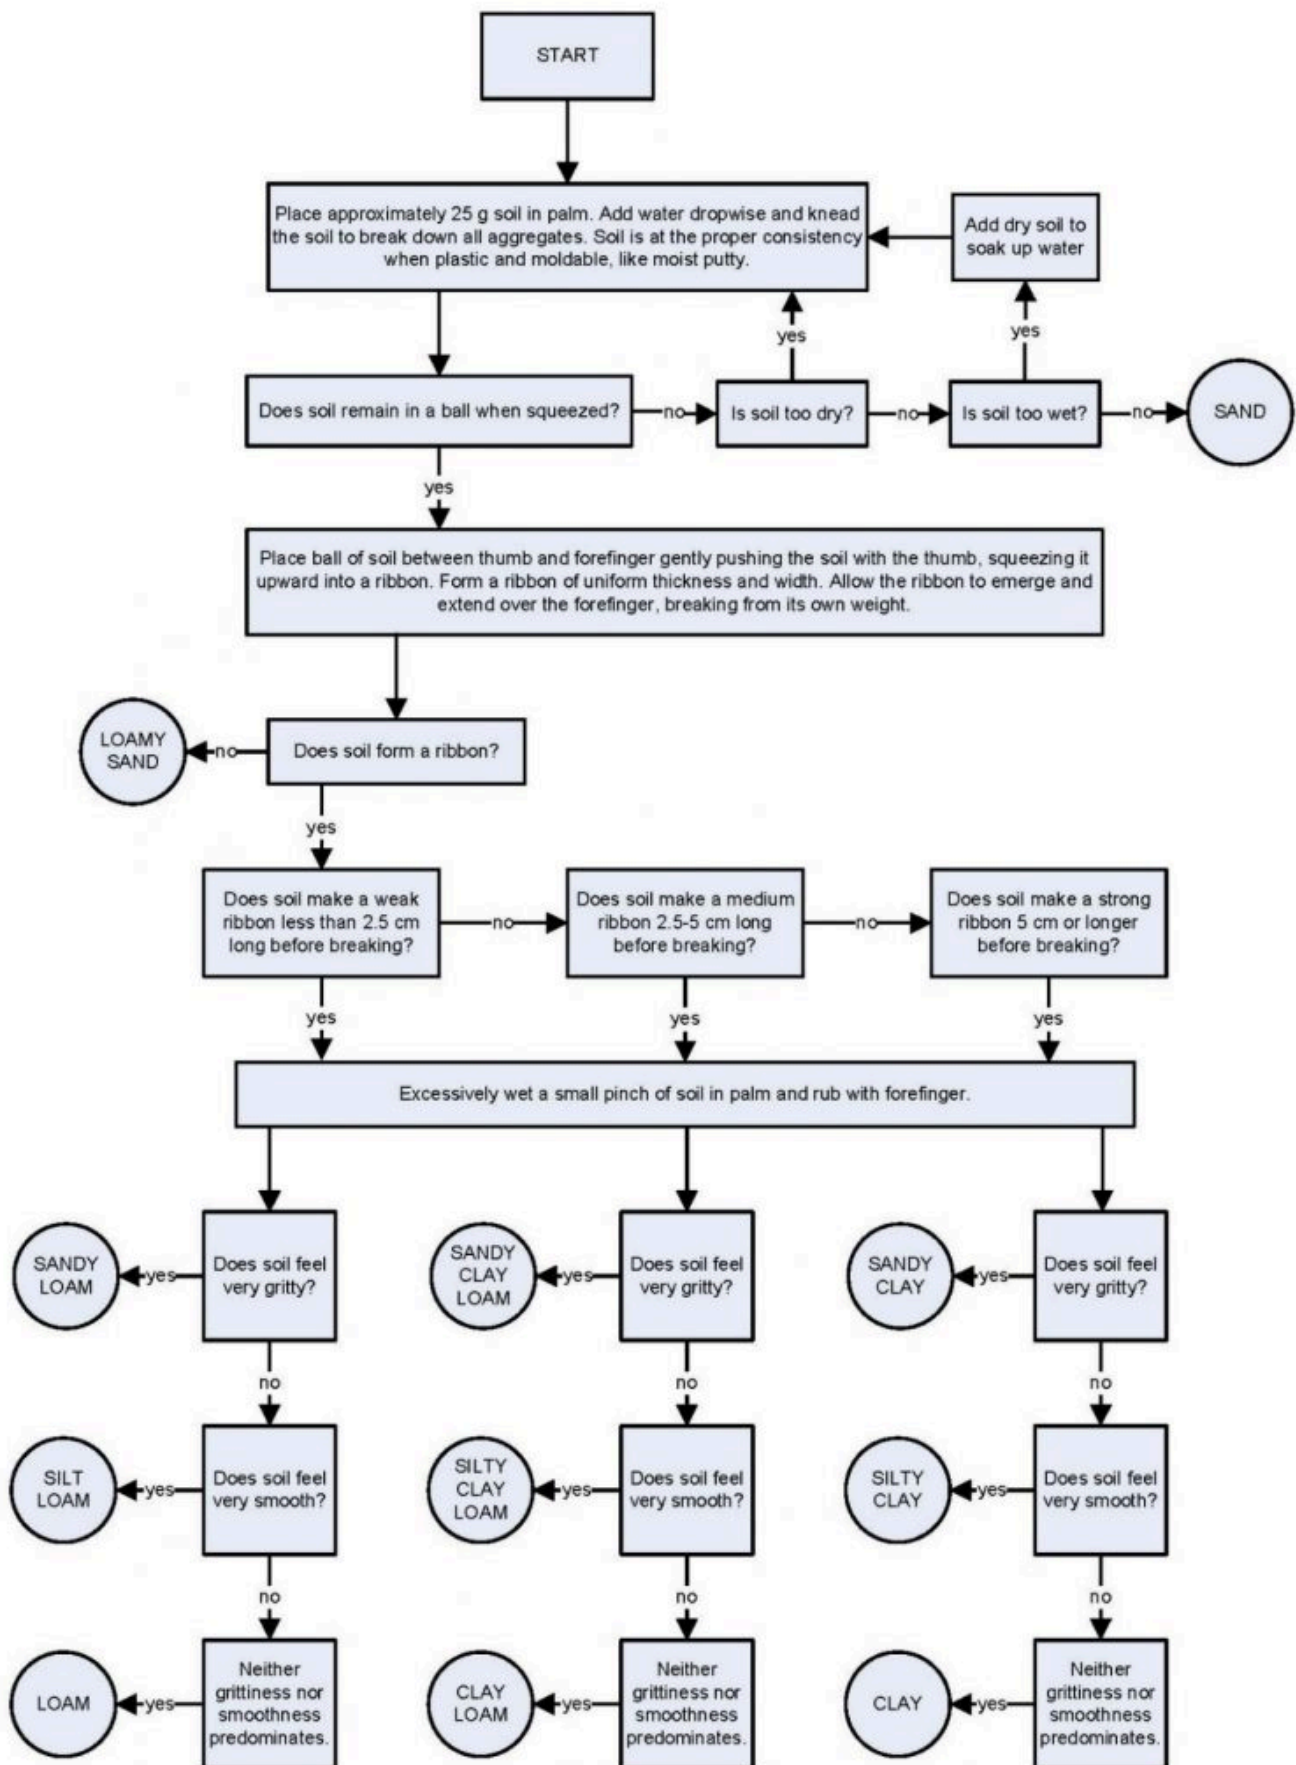 START
Place approximately 25 g soil in palm. Add water dropwise and knead
the soil to break down all aggregates. Soil is at the proper consistency
when plastic and moldable, like moist putty.
Add dry soil to
soak up water
yes
yes
Does soil remain in a ball when squeezed?
no
Is soil too dry?
no
Is soil too wet?
no
SAND
yes
Place ball of soil between thumb and forefinger gently pushing the soil with the thumb, squeezing it
upward into a ribbon. Form a ribbon of uniform thickness and width. Allow the ribbon to emerge and
extend over the forefinger, breaking from its own weight.
LOAMY
SAND
no
Does soil form a ribbon?
yes
Does soil make a weak
ribbon less than 2.5 cm
long before breaking?
no
Does soil make a medium
ribbon 2.5-5 cm long
before breaking?
no
Does soil make a strong
ribbon 5 cm or longer
before breaking?
yes
yes
yes
Excessively wet a small pinch of soil in palm and rub with forefinger.
SANDY
LOAM
yes
Does soil feel
very gritty?
SANDY
CLAY
LOAM
yes
Does soil feel
very gritty?
SANDY
CLAY
yes
Does soil feel
very gritty?
no
no
no
SILT
LOAM
yes
Does soil feel
very smooth?
SILTY
CLAY
LOAM
yes
Does soil feel
very smooth?
SILTY
CLAY
yes
Does soil feel
very smooth?
no
no
no
LOAM
yes
Neither
grittiness nor
smoothness
predominates.
CLAY
LOAM
yes
Neither
grittiness nor
smoothness
predominates.
CLAY
yes
Neither
grittiness nor
smoothness
predominates.